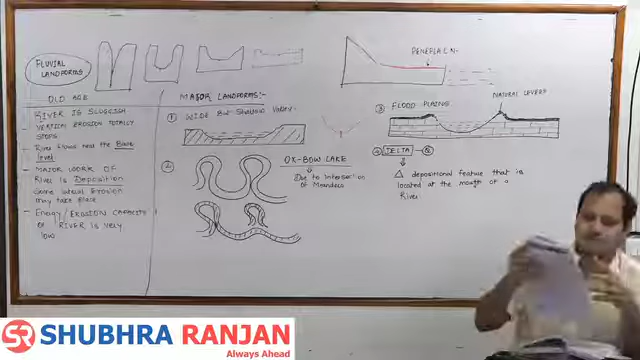 FLUVIAL
LANDFORMS
OLD AGE
RIVER IS SLUGGISH
VERTICAL EROSION TOTALLY
STOPS
River flows near the Base
level
MAJOR WORK OF
River is Deposition
Some lateral Erosion
may take Place
Energy/EROSION CAPACITY
OF RIVER IS VERY
low
MAJOR LANDFORMS:-
① WIDE But Shallow Valley
②
OX-BOW LAKE
Due to Intersection
of Meanders
PENEPLAIN
③ FLOOD PLAINS
NATURAL LEVEES
④ DELTA
△ depositional feature that is
located at the mouth of a
River
SR SHUBHRA RANJAN
Always Ahead